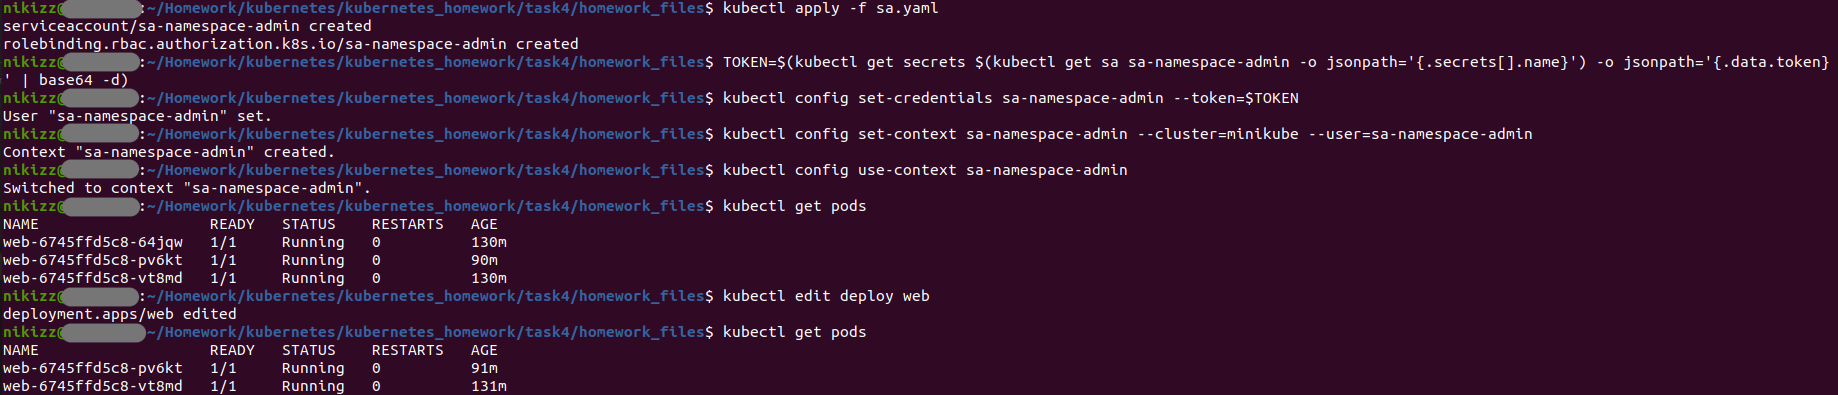 nikizz@:~/Homework/kubernetes/kubernetes_homework/task4/homework_files$ kubectl apply -f sa.yaml
serviceaccount/sa-namespace-admin created
rolebinding.rbac.authorization.k8s.io/sa-namespace-admin created
nikizz@:~/Homework/kubernetes/kubernetes_homework/task4/homework_files$ TOKEN=$(kubectl get secrets $(kubectl get sa sa-namespace-admin -o jsonpath='{.secrets[].name}') -o jsonpath='{.data.token}
' | base64 -d)
nikizz@:~/Homework/kubernetes/kubernetes_homework/task4/homework_files$ kubectl config set-credentials sa-namespace-admin --token=$TOKEN
User "sa-namespace-admin" set.
nikizz@:~/Homework/kubernetes/kubernetes_homework/task4/homework_files$ kubectl config set-context sa-namespace-admin --cluster=minikube --user=sa-namespace-admin
Context "sa-namespace-admin" created.
nikizz@:~/Homework/kubernetes/kubernetes_homework/task4/homework_files$ kubectl config use-context sa-namespace-admin
Switched to context "sa-namespace-admin".
nikizz@:~/Homework/kubernetes/kubernetes_homework/task4/homework_files$ kubectl get pods
NAME READY STATUS RESTARTS AGE
web-6745ffd5c8-64jqw 1/1 Running 0 130m
web-6745ffd5c8-pv6kt 1/1 Running 0 90m
web-6745ffd5c8-vt8md 1/1 Running 0 130m
nikizz@:~/Homework/kubernetes/kubernetes_homework/task4/homework_files$ kubectl edit deploy web
deployment.apps/web edited
nikizz@~/Homework/kubernetes/kubernetes_homework/task4/homework_files$ kubectl get pods
NAME READY STATUS RESTARTS AGE
web-6745ffd5c8-pv6kt 1/1 Running 0 91m
web-6745ffd5c8-vt8md 1/1 Running 0 131m